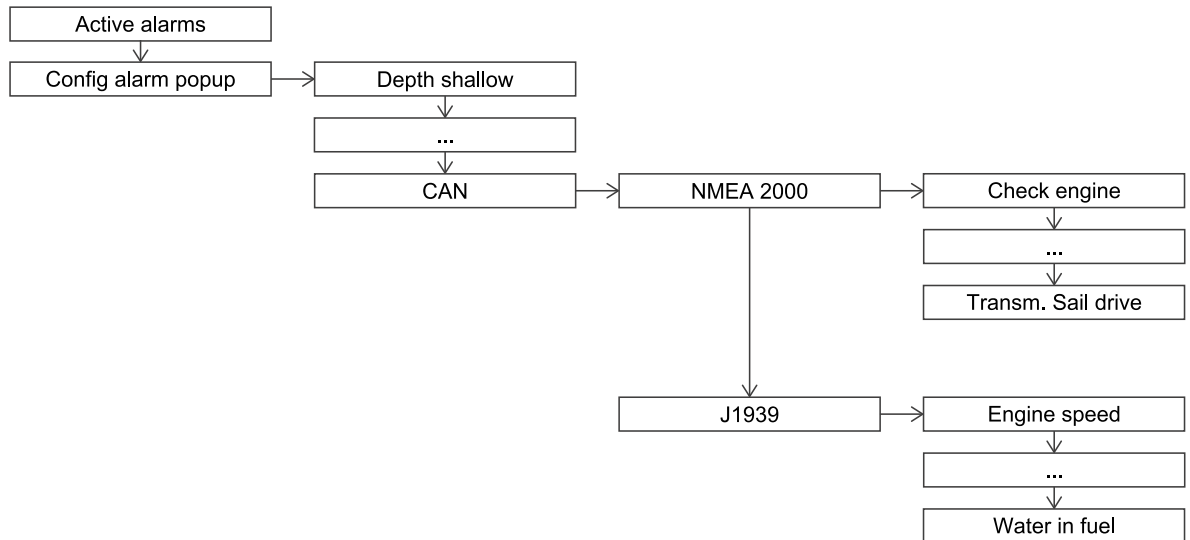 Active alarms
Config alarm popup
Depth shallow
...
CAN
NMEA 2000
Check engine
...
Transm. Sail drive
J1939
Engine speed
...
Water in fuel